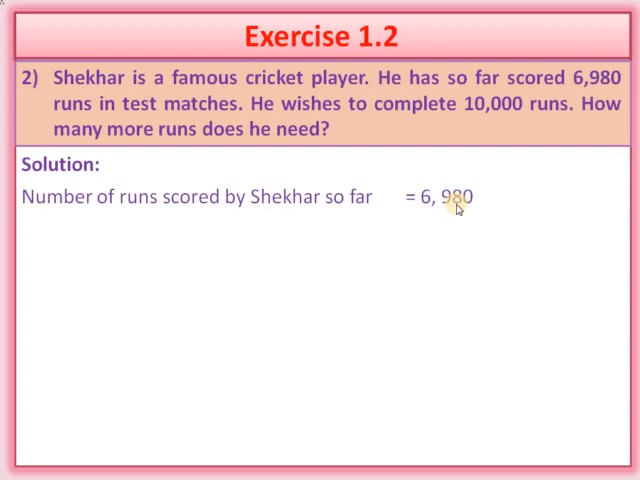 Exercise 1.2
2) Shekhar is a famous cricket player. He has so far scored 6,980
runs in test matches. He wishes to complete 10,000 runs. How
many more runs does he need?
Solution:
Number of runs scored by Shekhar so far = 6, 980